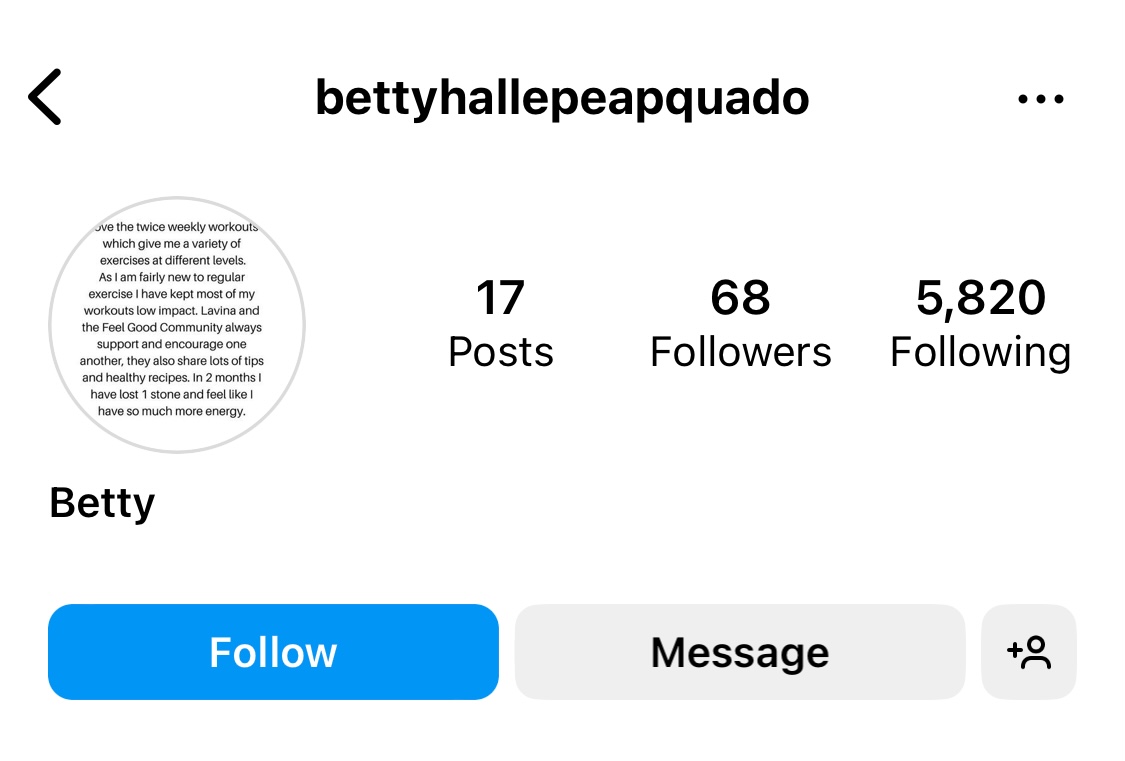 bettyhallepeapquado
ove the twice weekly workouts
which give me a variety of
exercises at different levels.
As I am fairly new to regular
exercise I have kept most of my
workouts low impact. Lavina and
the Feel Good Community always
support and encourage one
another, they also share lots of tips
and healthy recipes. In 2 months I
have lost 1 stone and feel like I
have so much more energy.
17 68 5,820
Posts Followers Following
Betty
Follow Message